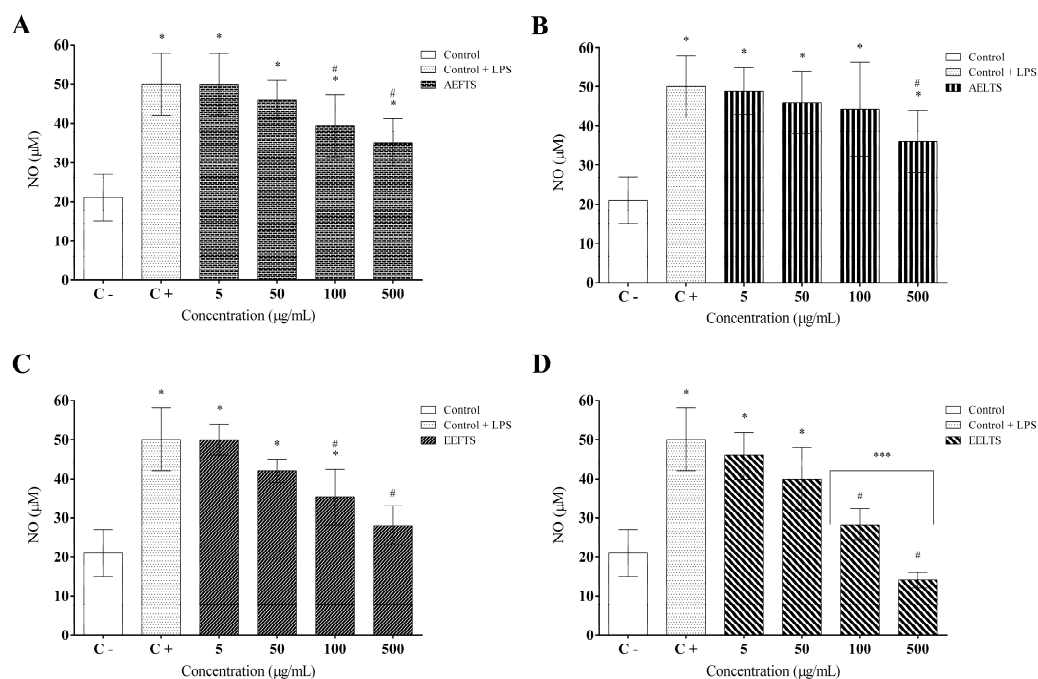 A
NO (µM)
60
50
40
30
20
10
0
* * * # * # *
C - C + 5 50 100 500
Concentration (µg/mL)
Control
Control + LPS
AEFTS
B
NO (µM)
60
50
40
30
20
10
0
* * * * # *
C - C + 5 50 100 500
Concentration (µg/mL)
Control
Control + LPS
AELTS
C
NO (µM)
60
50
40
30
20
10
0
* * * # * #
C - C + 5 50 100 500
Concentration (µg/mL)
Control
Control + LPS
EEFTS
D
NO (µM)
60
50
40
30
20
10
0
* * * *** # #
C - C + 5 50 100 500
Concentration (µg/mL)
Control
Control + LPS
EELTS